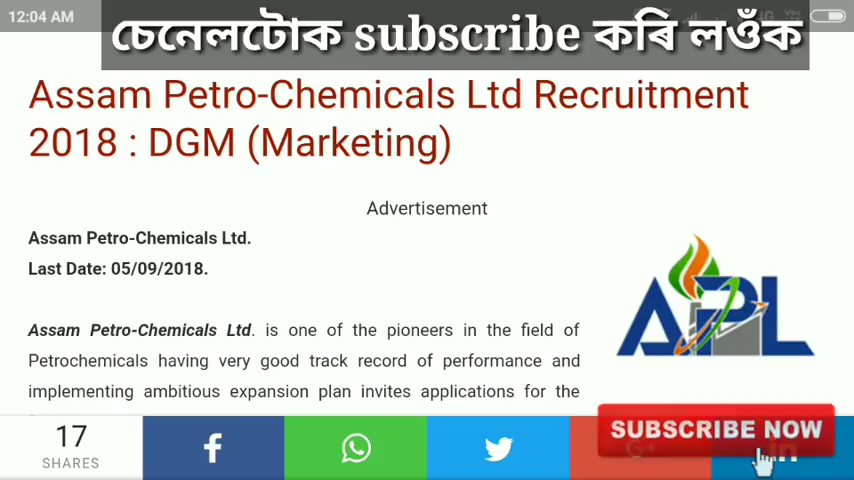 12:04 AM
চেনেলটোক subscribe কৰি লওঁক
Assam Petro-Chemicals Ltd Recruitment
2018 : DGM (Marketing)
Advertisement
Assam Petro-Chemicals Ltd.
Last Date: 05/09/2018.
APL
Assam Petro-Chemicals Ltd. is one of the pioneers in the field of
Petrochemicals having very good track record of performance and
implementing ambitious expansion plan invites applications for the
17
SHARES
SUBSCRIBE NOW